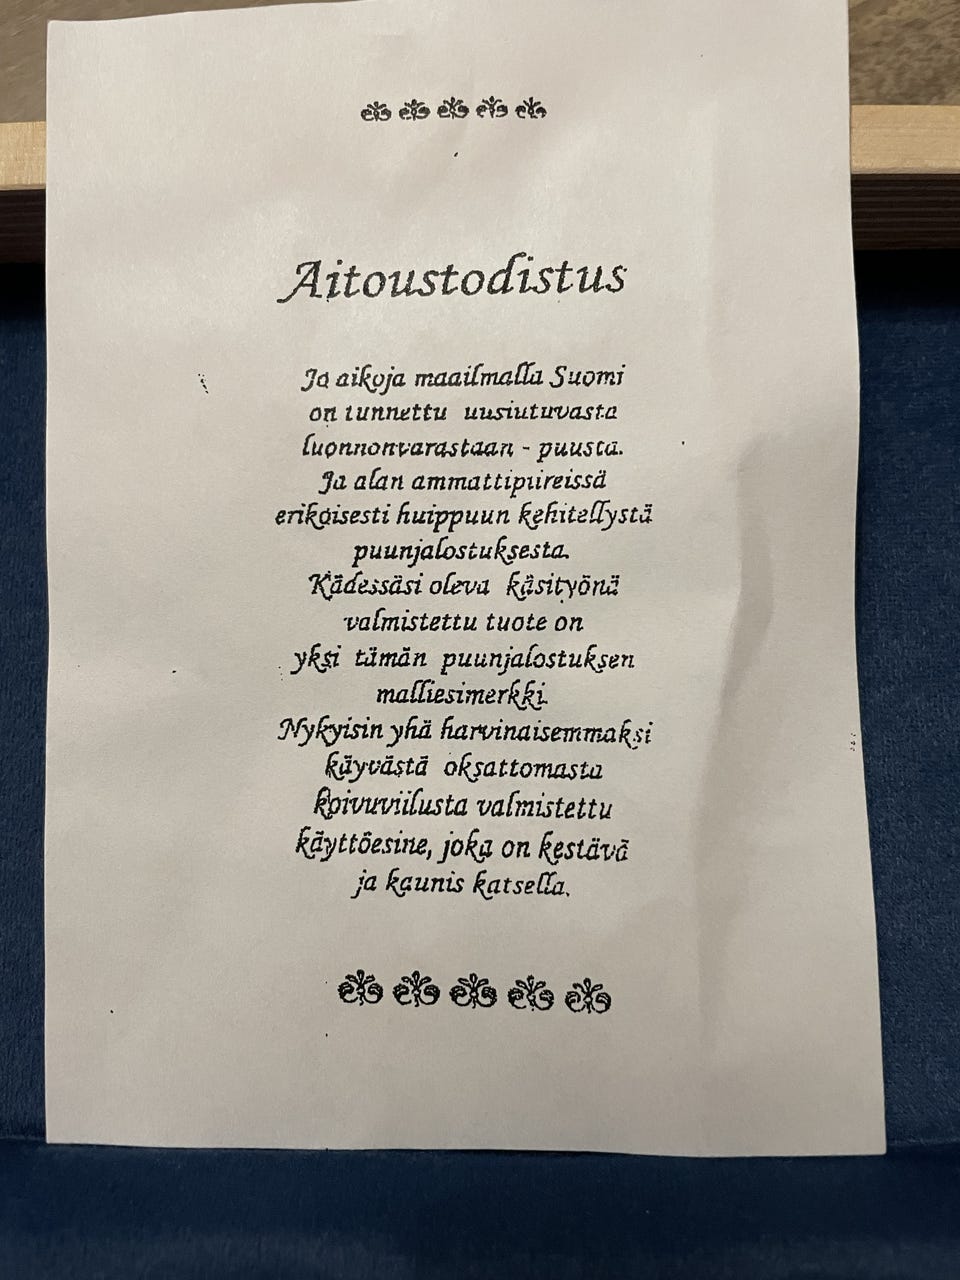 Aitoustodistus
Jo aikoja maailmalla Suomi
on tunnettu uusiutuvasta
luonnonvarastaan - puusta.
Ja alan ammattipiireissä
erikoisesti huippuun kehitellystä
puunjalostuksesta.
Kädessäsi oleva käsityönä
valmistettu tuote on
yksi tämän puunjalostuksen
malliesimerkki.
Nykyisin yhä harvinaisemmaksi
käyvästä oksattomasta
koivuviilusta valmistettu
käyttöesine, joka on kestävä
ja kaunis katsella.